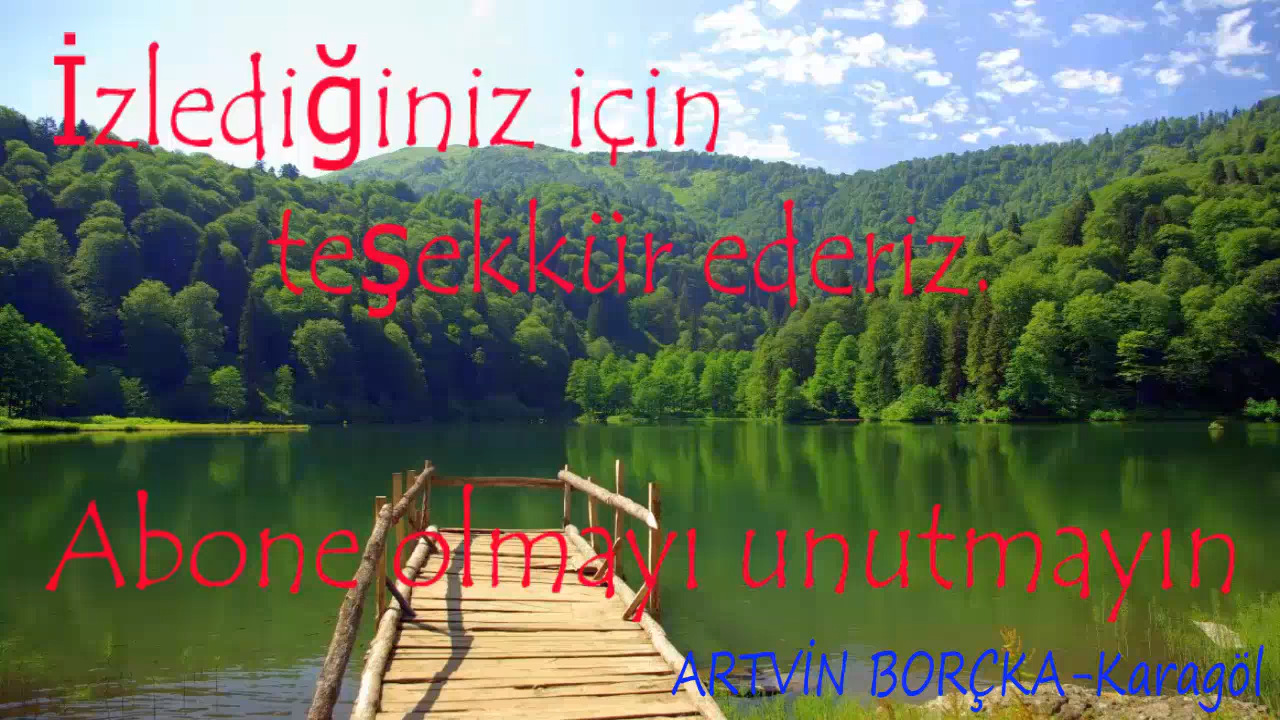 İzlediğiniz için
teşekkür ederiz.
Abone olmayı unutmayın
ARTVİN BORÇKA-Karagöl